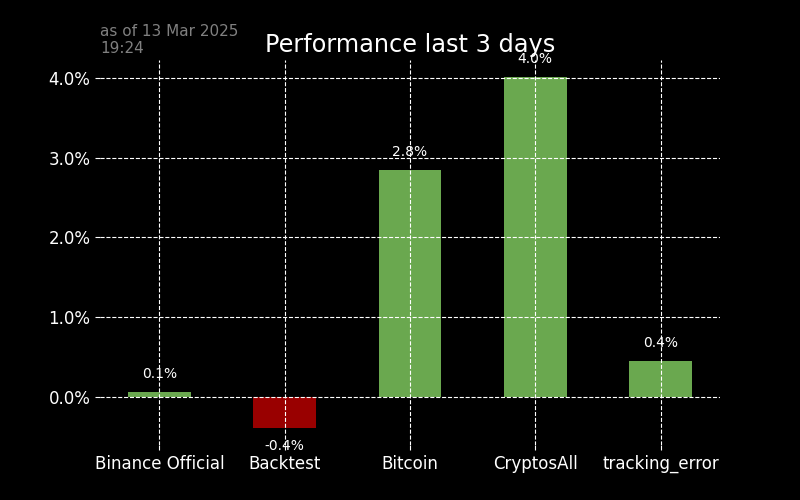 as of 13 Mar 2025
19:24
Performance last 3 days
4.0%
4.0%
3.0%
2.8%
2.0%
1.0%
0.4%
0.1%
0.0%
-0.4%
Binance Official
Backtest
Bitcoin
CryptosAll
tracking_error